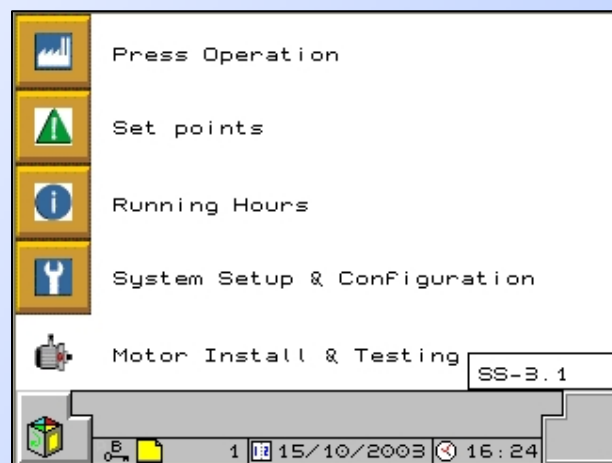 Press Operation
Set points
Running Hours
System Setup & Configuration
Motor Install & Testing
SS-3.1
B 1 15/10/2003 16:24